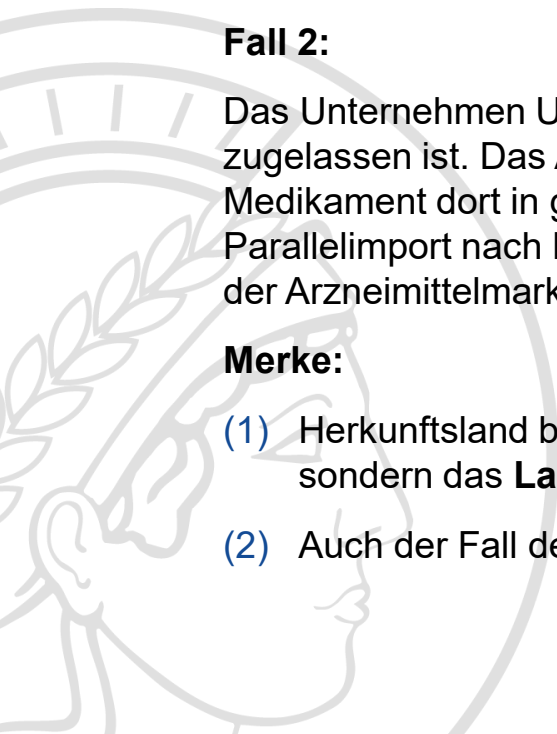 Fall 2:
Das Unternehmen U
zugelassen ist. Das
Medikament dort in
Parallelimport nach
der Arzneimittelmark
Merke:
(1) Herkunftsland b
sondern das La
(2) Auch der Fall de